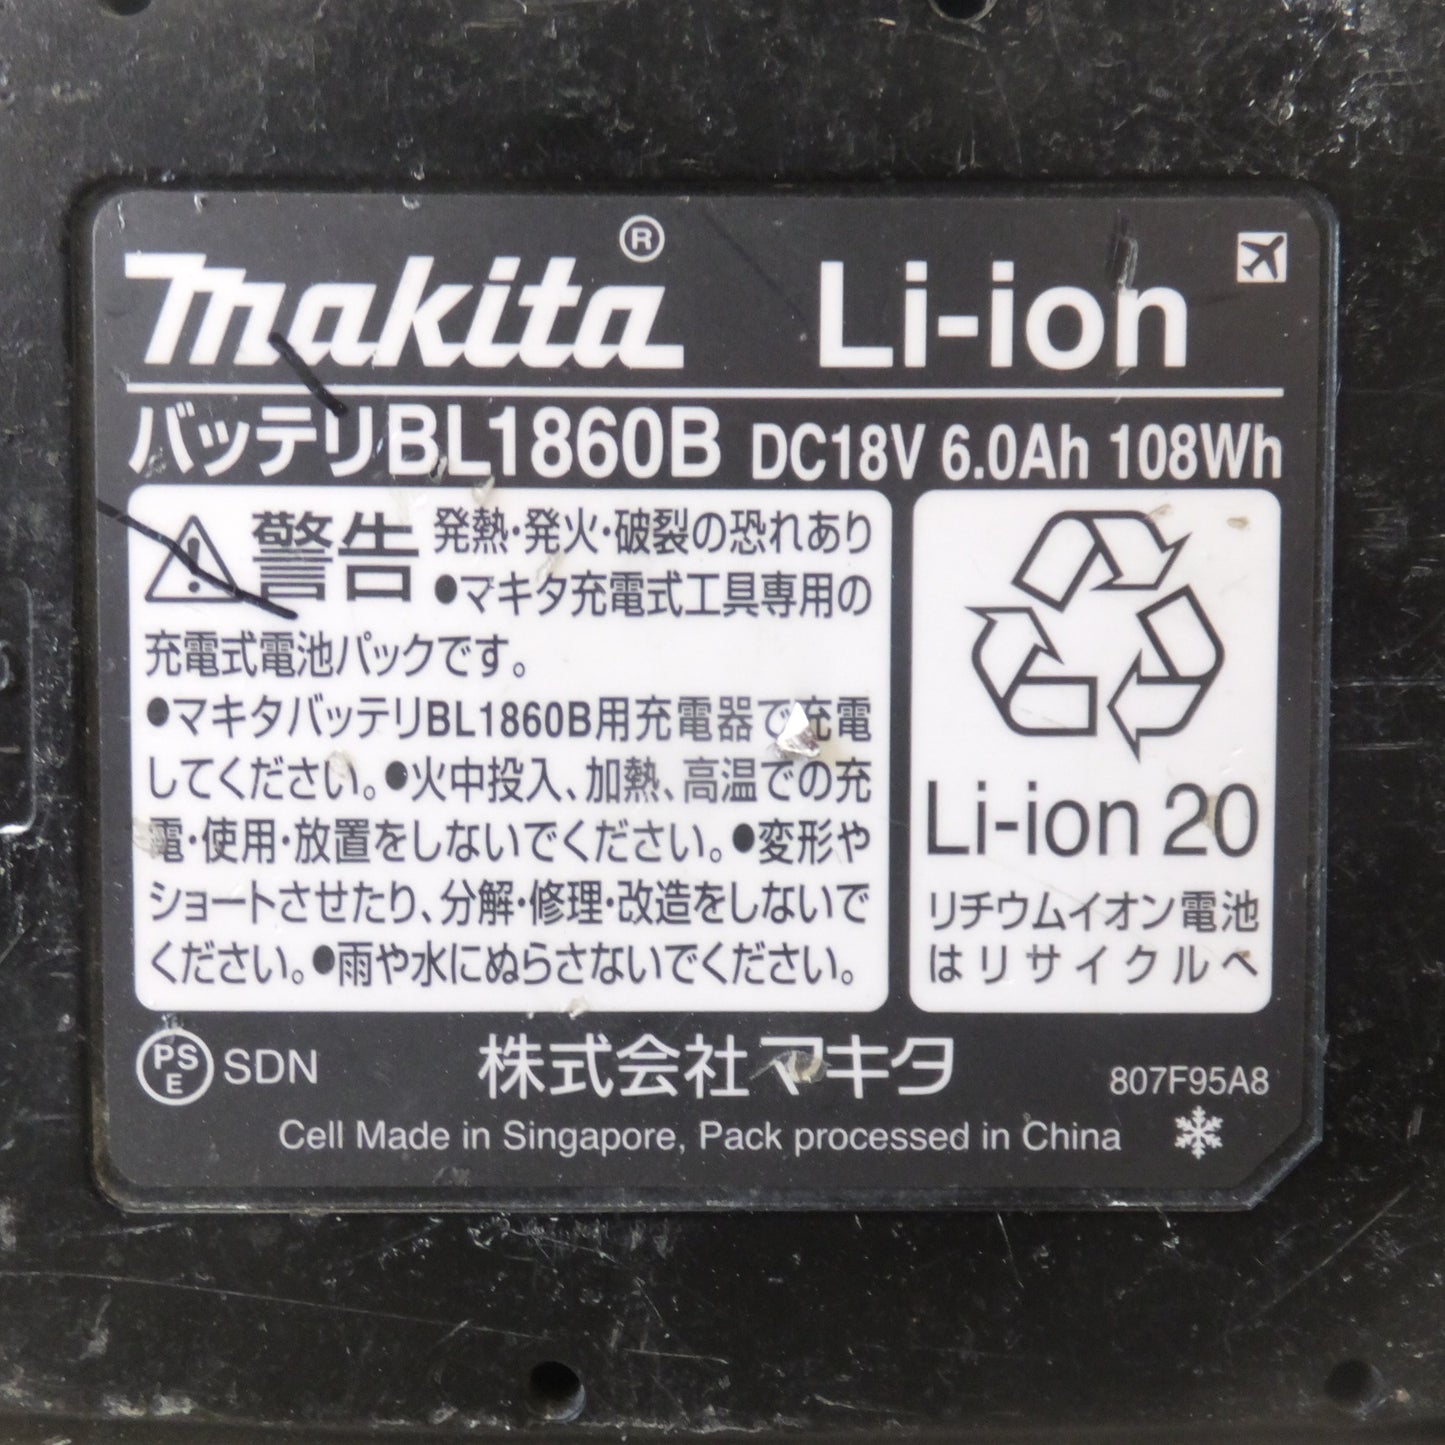 makita® Li-ion
バッテリBL1860B DC18V 6.0Ah 108Wh
警告 発熱・発火・破裂の恐れあり
●マキタ充電式工具専用の
充電式電池パックです。
●マキタバッテリBL1860B用充電器で充電
してください。●火中投入、加熱、高温での充
電・使用・放置をしないでください。●変形や
ショートさせたり、分解・修理・改造をしないで
ください。●雨や水にぬらさないでください。
Li-ion 20
リチウムイオン電池
はリサイクルへ
PS
E
SDN
株式会社マキタ
807F95A8
Cell Made in Singapore, Pack processed in China